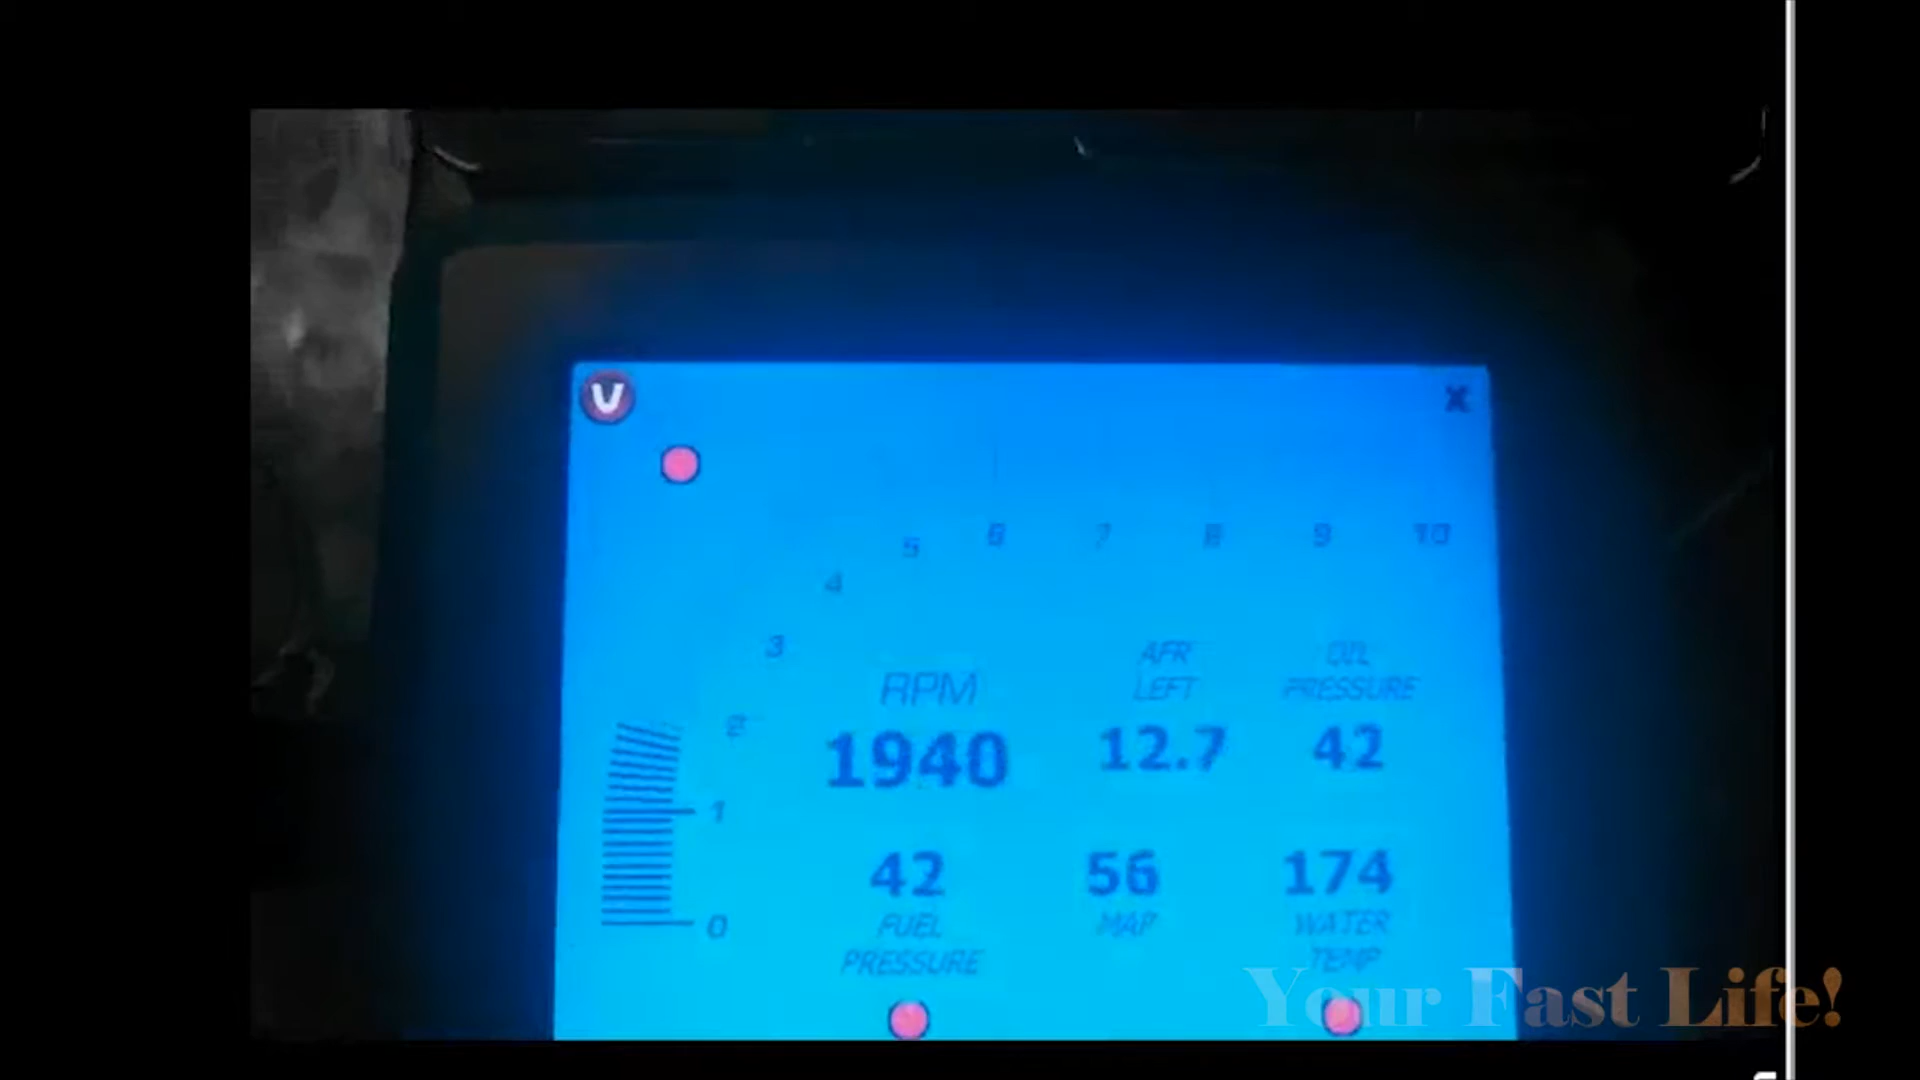 V
X
5 6 7 8 9 10
4
3
2
1
0
RPM
1940
AFR
LEFT
12.7
OIL
PRESSURE
42
42
FUEL
PRESSURE
56
MAP
174
WATER
TEMP
Your Fast Life!